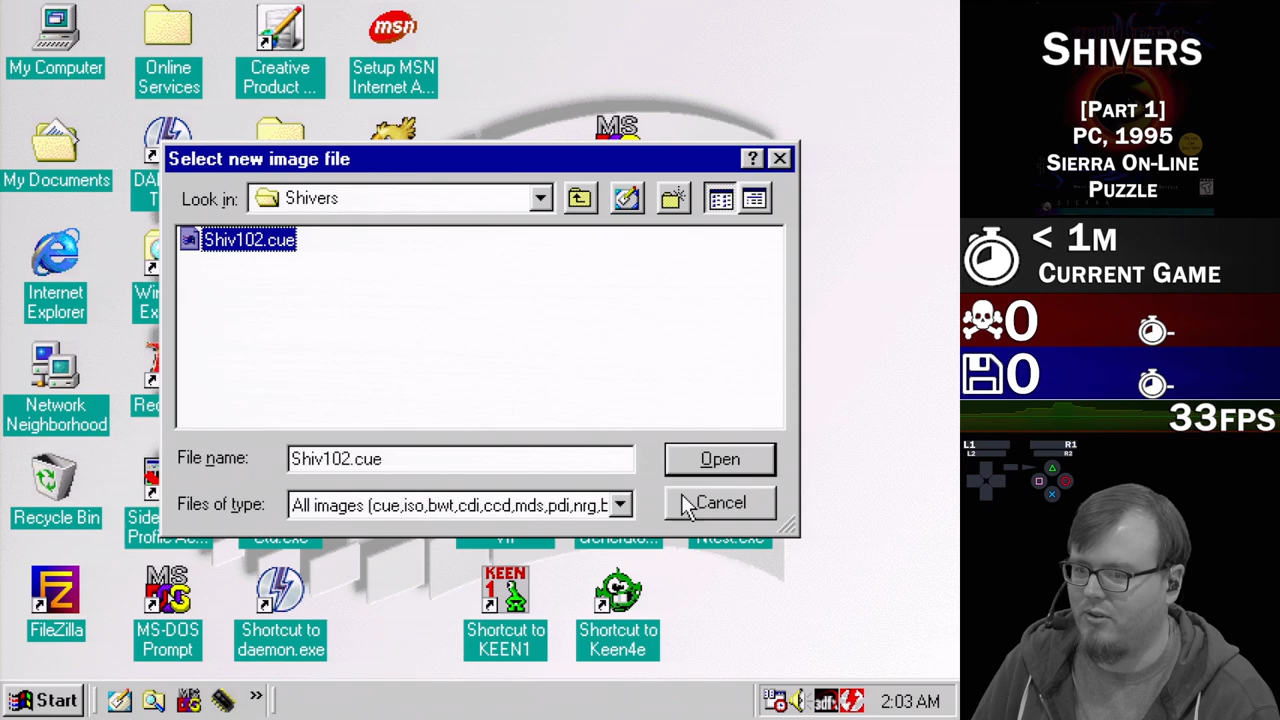 My Computer
Online
Services
Creative
Product ...
msn
Setup MSN
Internet A...
My Documents
MS
Select new image file
Look in:
Shivers
Shiv102.cue
File name:
Shiv102.cue
Open
Files of type:
All images (cue,iso,bwt,cdi,ccd,mds,pdi,nrg,b
Cancel
Internet
Explorer
Network
Neighborhood
Recycle Bin
FileZilla
MS-DOS
Prompt
Shortcut to
daemon.exe
KEEN
1
Shortcut to
KEEN1
Shortcut to
Keen4e
Start
2:03 AM
Shivers
[Part 1]
PC, 1995
Sierra On-Line
Puzzle
< 1m
Current Game
0
-
0
-
33FPS
L1
L2
R1
R2